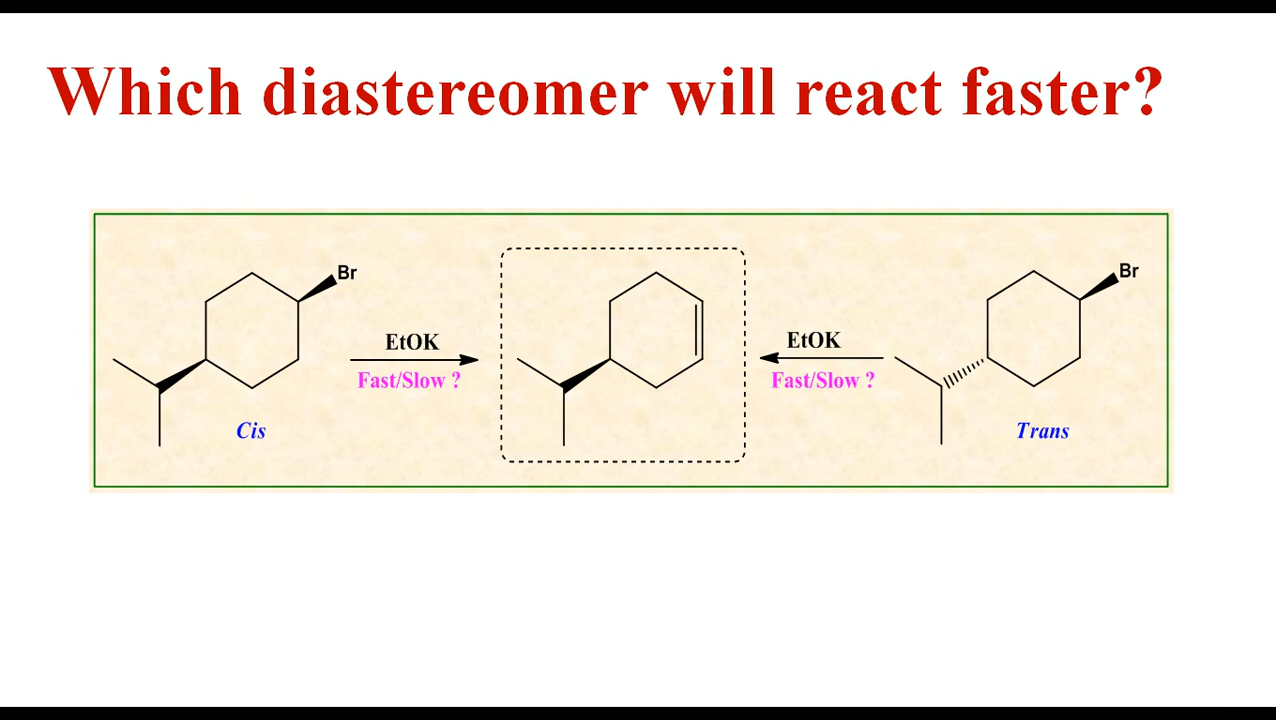 Which diastereomer will react faster?
Br
Br
EtOK
EtOK
Fast/Slow ?
Fast/Slow ?
Cis
Trans